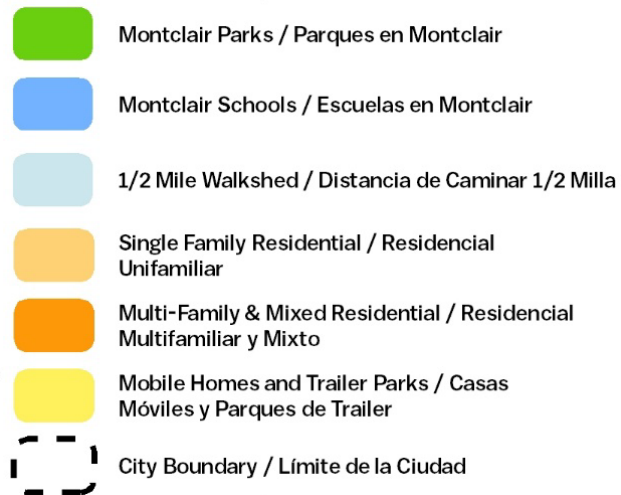 Montclair Parks / Parques en Montclair
Montclair Schools / Escuelas en Montclair
1/2 Mile Walkshed / Distancia de Caminar 1/2 Milla
Single Family Residential / Residencial
Unifamiliar
Multi-Family & Mixed Residential / Residencial
Multifamiliar y Mixto
Mobile Homes and Trailer Parks / Casas
Móviles y Parques de Trailer
City Boundary / Límite de la Ciudad